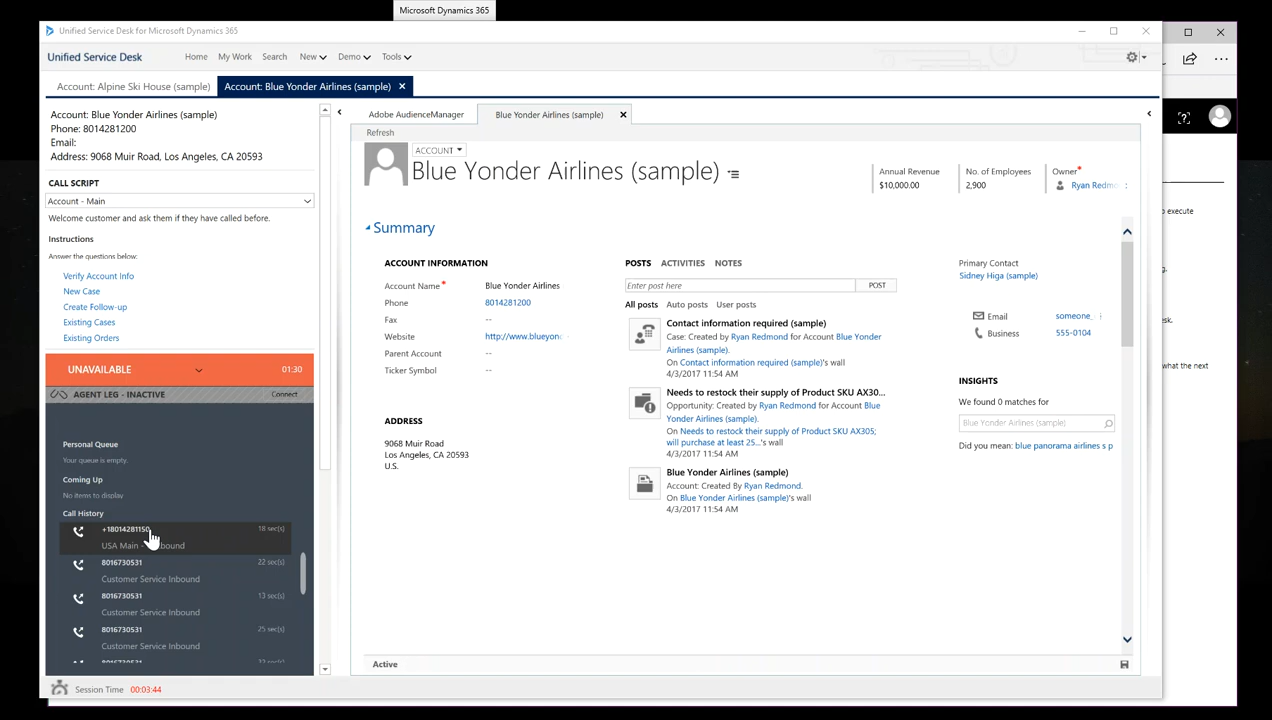 Microsoft Dynamics 365
Unified Service Desk for Microsoft Dynamics 365
Unified Service Desk
Home
My Work
Search
New
Demo
Tools
Account: Alpine Ski House (sample)
Account: Blue Yonder Airlines (sample)
Account: Blue Yonder Airlines (sample)
Phone: 8014281200
Email:
Address: 9068 Muir Road, Los Angeles, CA 20593
CALL SCRIPT
Account - Main
Welcome customer and ask them if they have called before.
Instructions
Answer the questions below.
Verify Account Info
New Case
Create Follow-up
Existing Cases
Existing Orders
UNAVAILABLE
01:30
AGENT LEG - INACTIVE
Connect
Personal Queue
Your queue is empty.
Coming Up
No items to display
Call History
+18014281150
18 sec(s)
USA Main
8016730531
22 sec(s)
Customer Service Inbound
8016730531
13 sec(s)
Customer Service Inbound
8016730531
25 sec(s)
Customer Service Inbound
Session Time
00:03:44
Adobe AudienceManager
Blue Yonder Airlines (sample)
Refresh
ACCOUNT
Blue Yonder Airlines (sample)
Annual Revenue
$10,000.00
No. of Employees
2,900
Owner*
Ryan Redm
Summary
ACCOUNT INFORMATION
Account Name*
Blue Yonder Airlines
Phone
8014281200
Fax
--
Website
http://www.blueyon
Parent Account
--
Ticker Symbol
--
ADDRESS
9068 Muir Road
Los Angeles, CA 20593
U.S.
POSTS
ACTIVITIES
NOTES
Enter post here
POST
All posts
Auto posts
User posts
Contact information required (sample)
Case: Created by Ryan Redmond for Account Blue
Yonder Airlines (sample).
On Contact information required (sample)'s wall
4/3/2017 11:54 AM
Needs to restock their supply of Product SKU AX30...
Opportunity: Created by Ryan Redmond for Account Blue
Yonder Airlines (sample).
On Needs to restock their supply of Product SKU AX305;
will purchase at least 25...'s wall
4/3/2017 11:54 AM
Blue Yonder Airlines (sample)
Account: Created By Ryan Redmond.
On Blue Yonder Airlines (sample)'s wall
4/3/2017 11:54 AM
Primary Contact
Sidney Higa (sample)
Email
someone_
Business
555-0104
INSIGHTS
We found 0 matches for
Blue Yonder Airlines (sample)
Did you mean: blue panorama airlines s p
Active
o execute
esk.
what the next